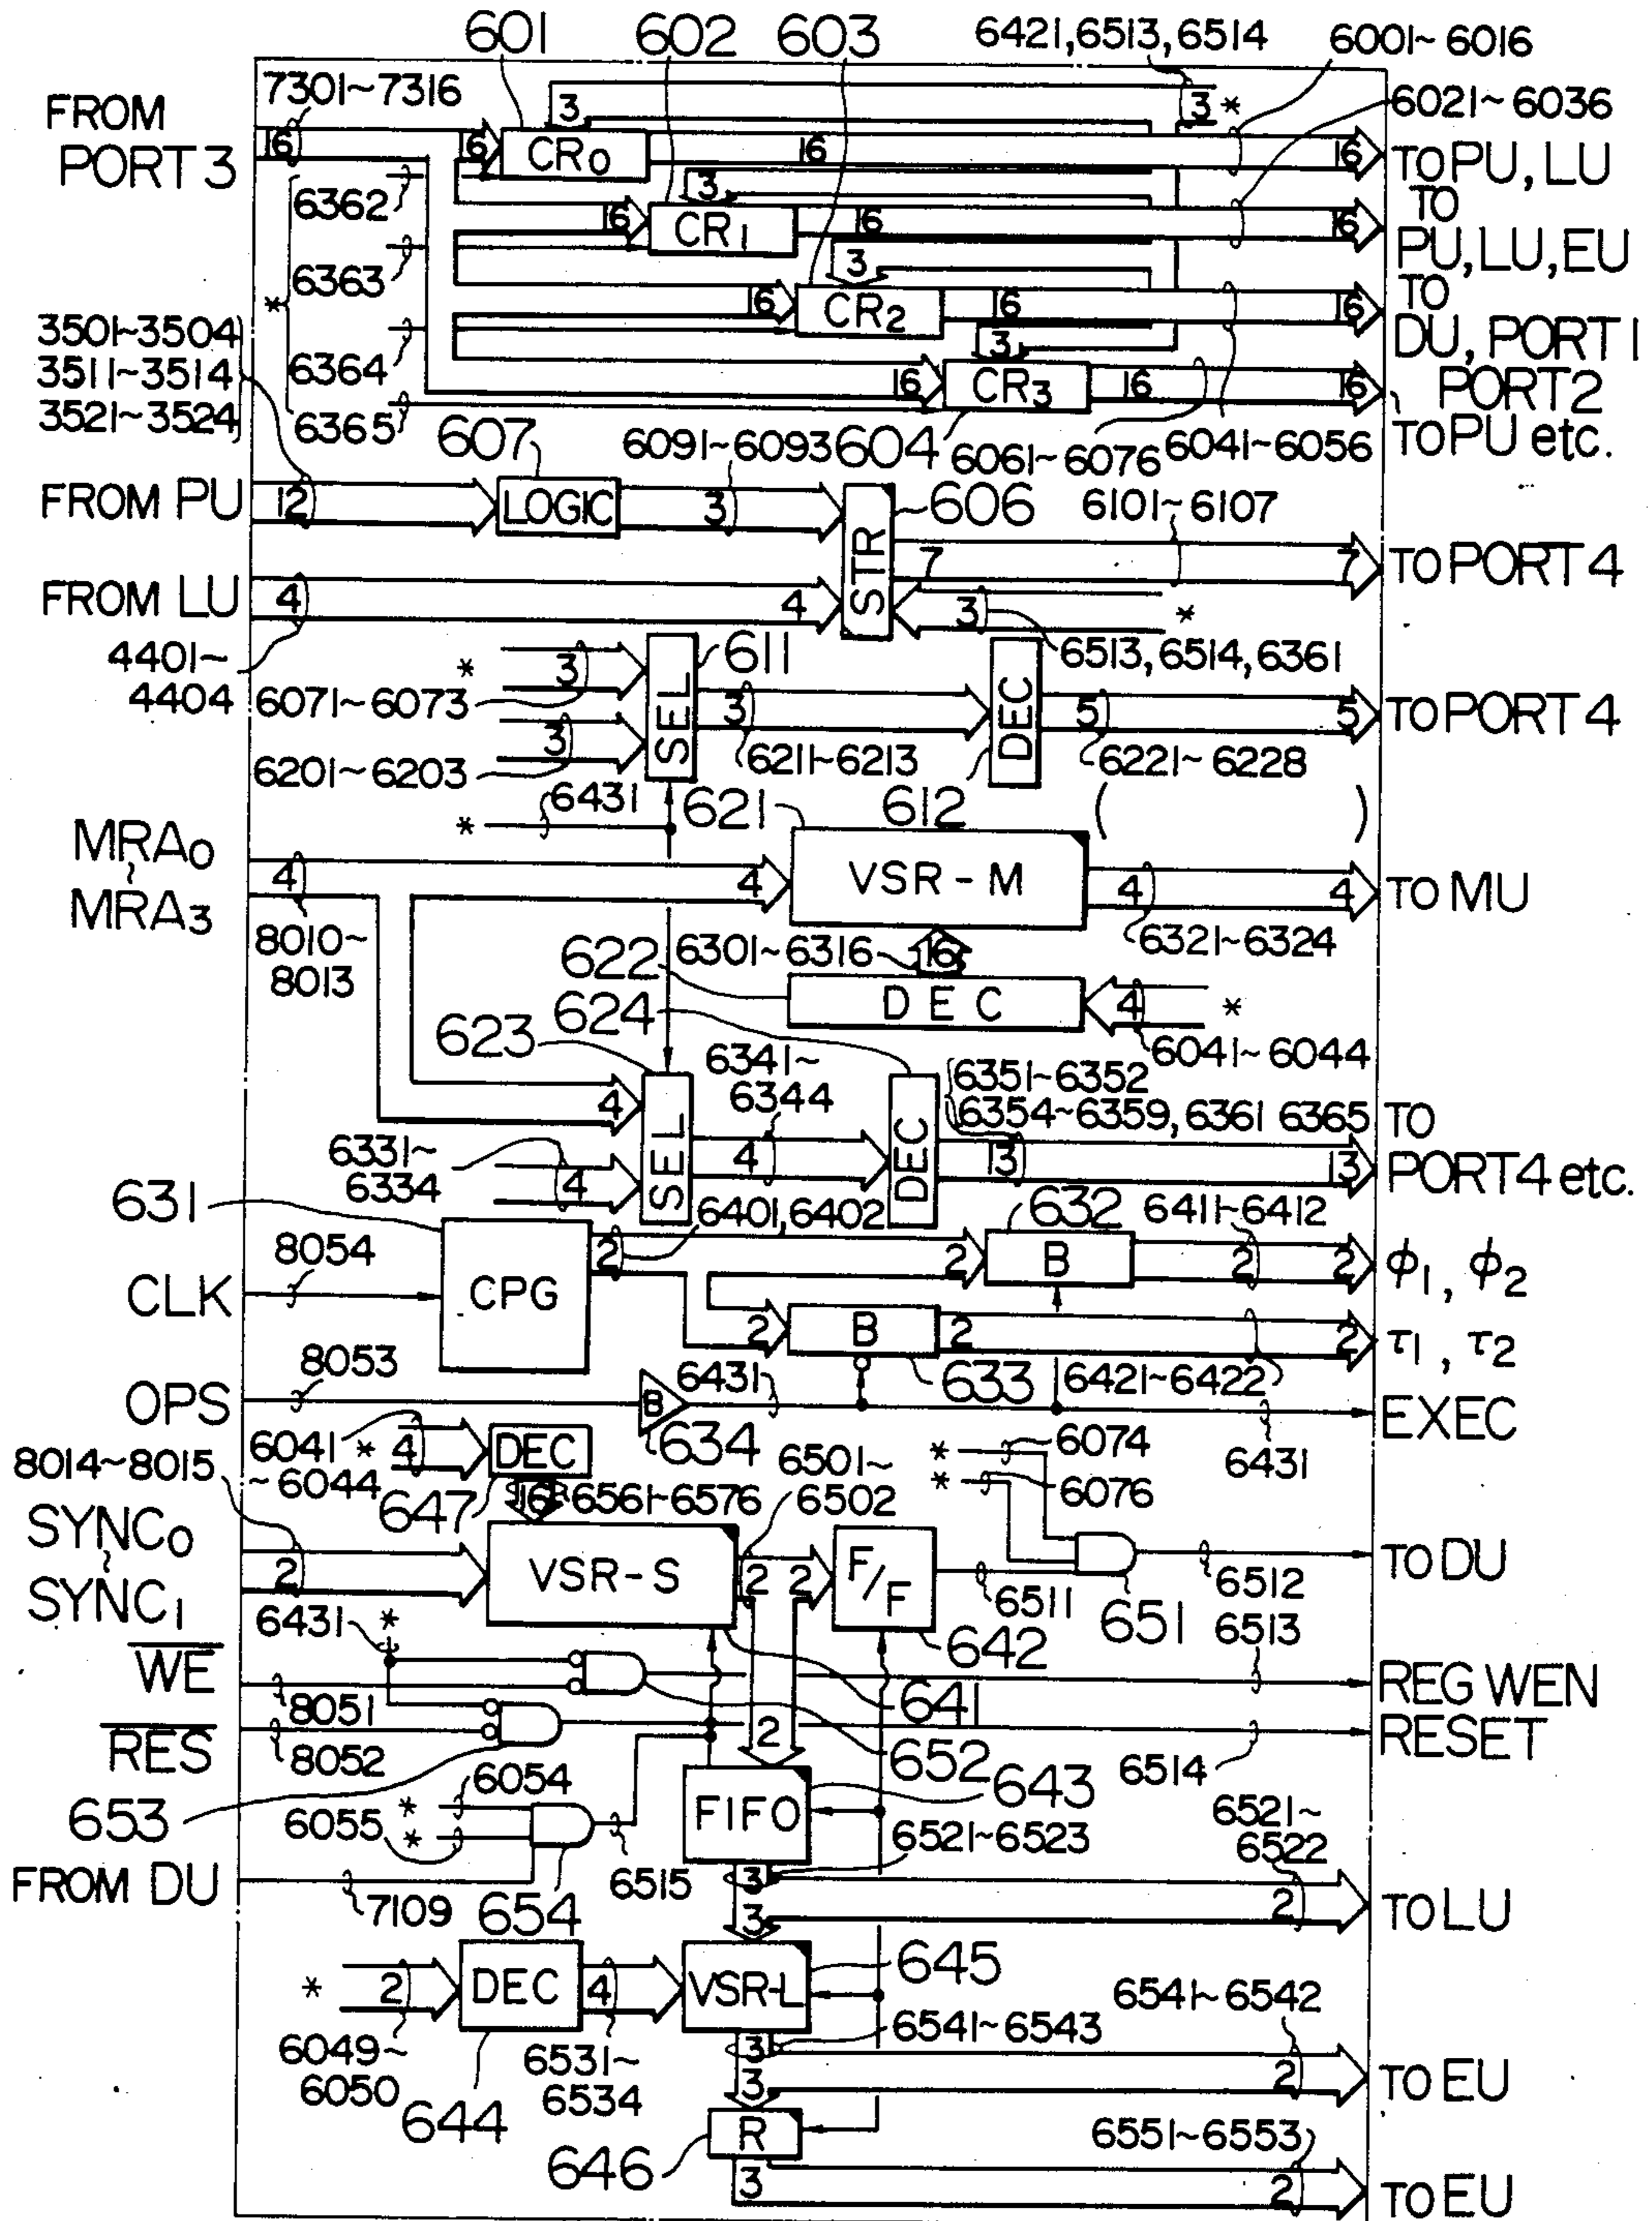 601 602 603 6421,6513,6514 6001~6016
7301~7316 6021~6036
FROM
PORT 3
16 16 CR0 16 3 3 * 16
TO PU, LU
6362
16 CR1 3 16 16
TO
PU, LU, EU
6363
*
16 CR2 3 16 16
TO
DU, PORT 1
3501~3504
3511~3514
3521~3524
6364
16 CR3 3 16 16
PORT 2
TO PU etc.
6365
607 6091~6093 604 6061~6076 6041~6056
FROM PU 12 LOGIC 3 606 6101~6107
STR
7 7 TO PORT 4
FROM LU 4 4 3 *
4401~
4404
6513, 6514, 6361
* 3 611
6071~6073
SEL 3 DEC 5 5 TO PORT 4
3
6201~6203 6211~6213 6221~6228
* 6431 621 612 ( )
MRA0
~
MRA3
4 4 VSR-M 4 4 TO MU
8010~
8013
6301~6316 16 6321~6324
622 DEC 4 *
624 6041~6044
623 6341~
6344
6351~6352
6354~6359, 6361 6365
4 SEL 4 DEC 13 13
TO
PORT 4 etc.
6331~
6334
4
631 6401, 6402 632 6411~6412
8054 2 2 B 2 2 ϕ1, ϕ2
CLK CPG
2 B 2 2 τ1, τ2
8053 6431 633 6421~6422
OPS B EXEC
634 6431
6041
~6044
* 4 DEC
8014~8015
647 16 6561~6576 6501~
6502
* 6074
* 6076
SYNC0
~
SYNC1
2 VSR-S 2 2 F/F
6511 651 6512 TO DU
6431 * 642 6513
WE
8051 641 REG WEN
RES
8052 652 2 6514 RESET
653 * 6054
6055 *
FIFO 643
6515 6521~6523 6521~
6522
FROM DU 7109 654 3 2 TO LU
3
* 2 DEC 4 VSR-L 645
6049~
6050
6531~
6534
6541~6543 6541~6542
644 3 3 2 TO EU
R 646 6551~6553
3 2 TO EU